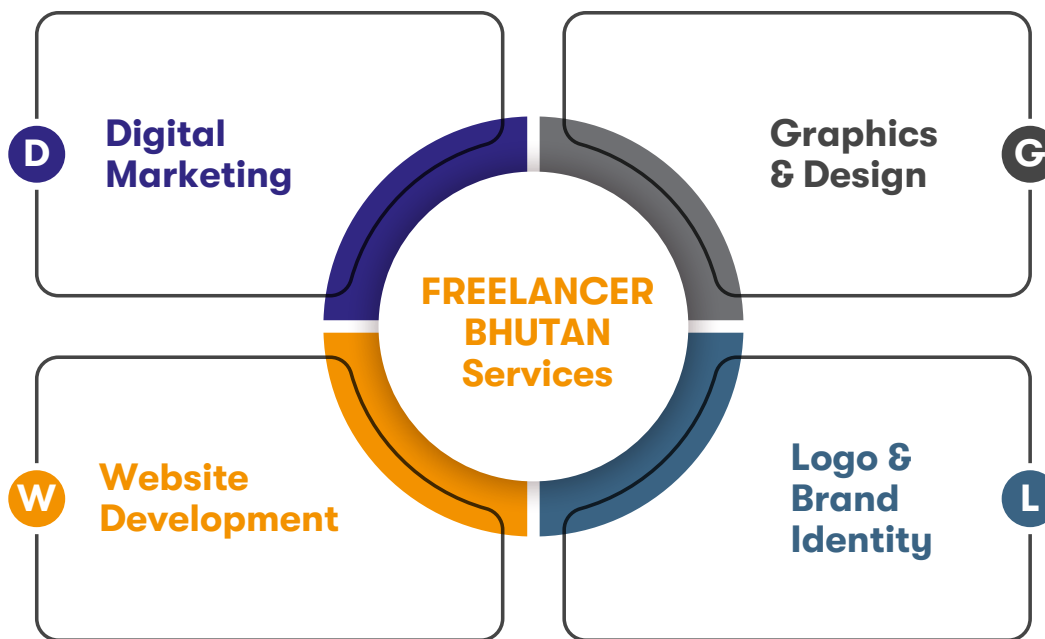 D
Digital
Marketing
Graphics
& Design
G
FREELANCER
BHUTAN
Services
W
Website
Development
Logo &
Brand
Identity
L